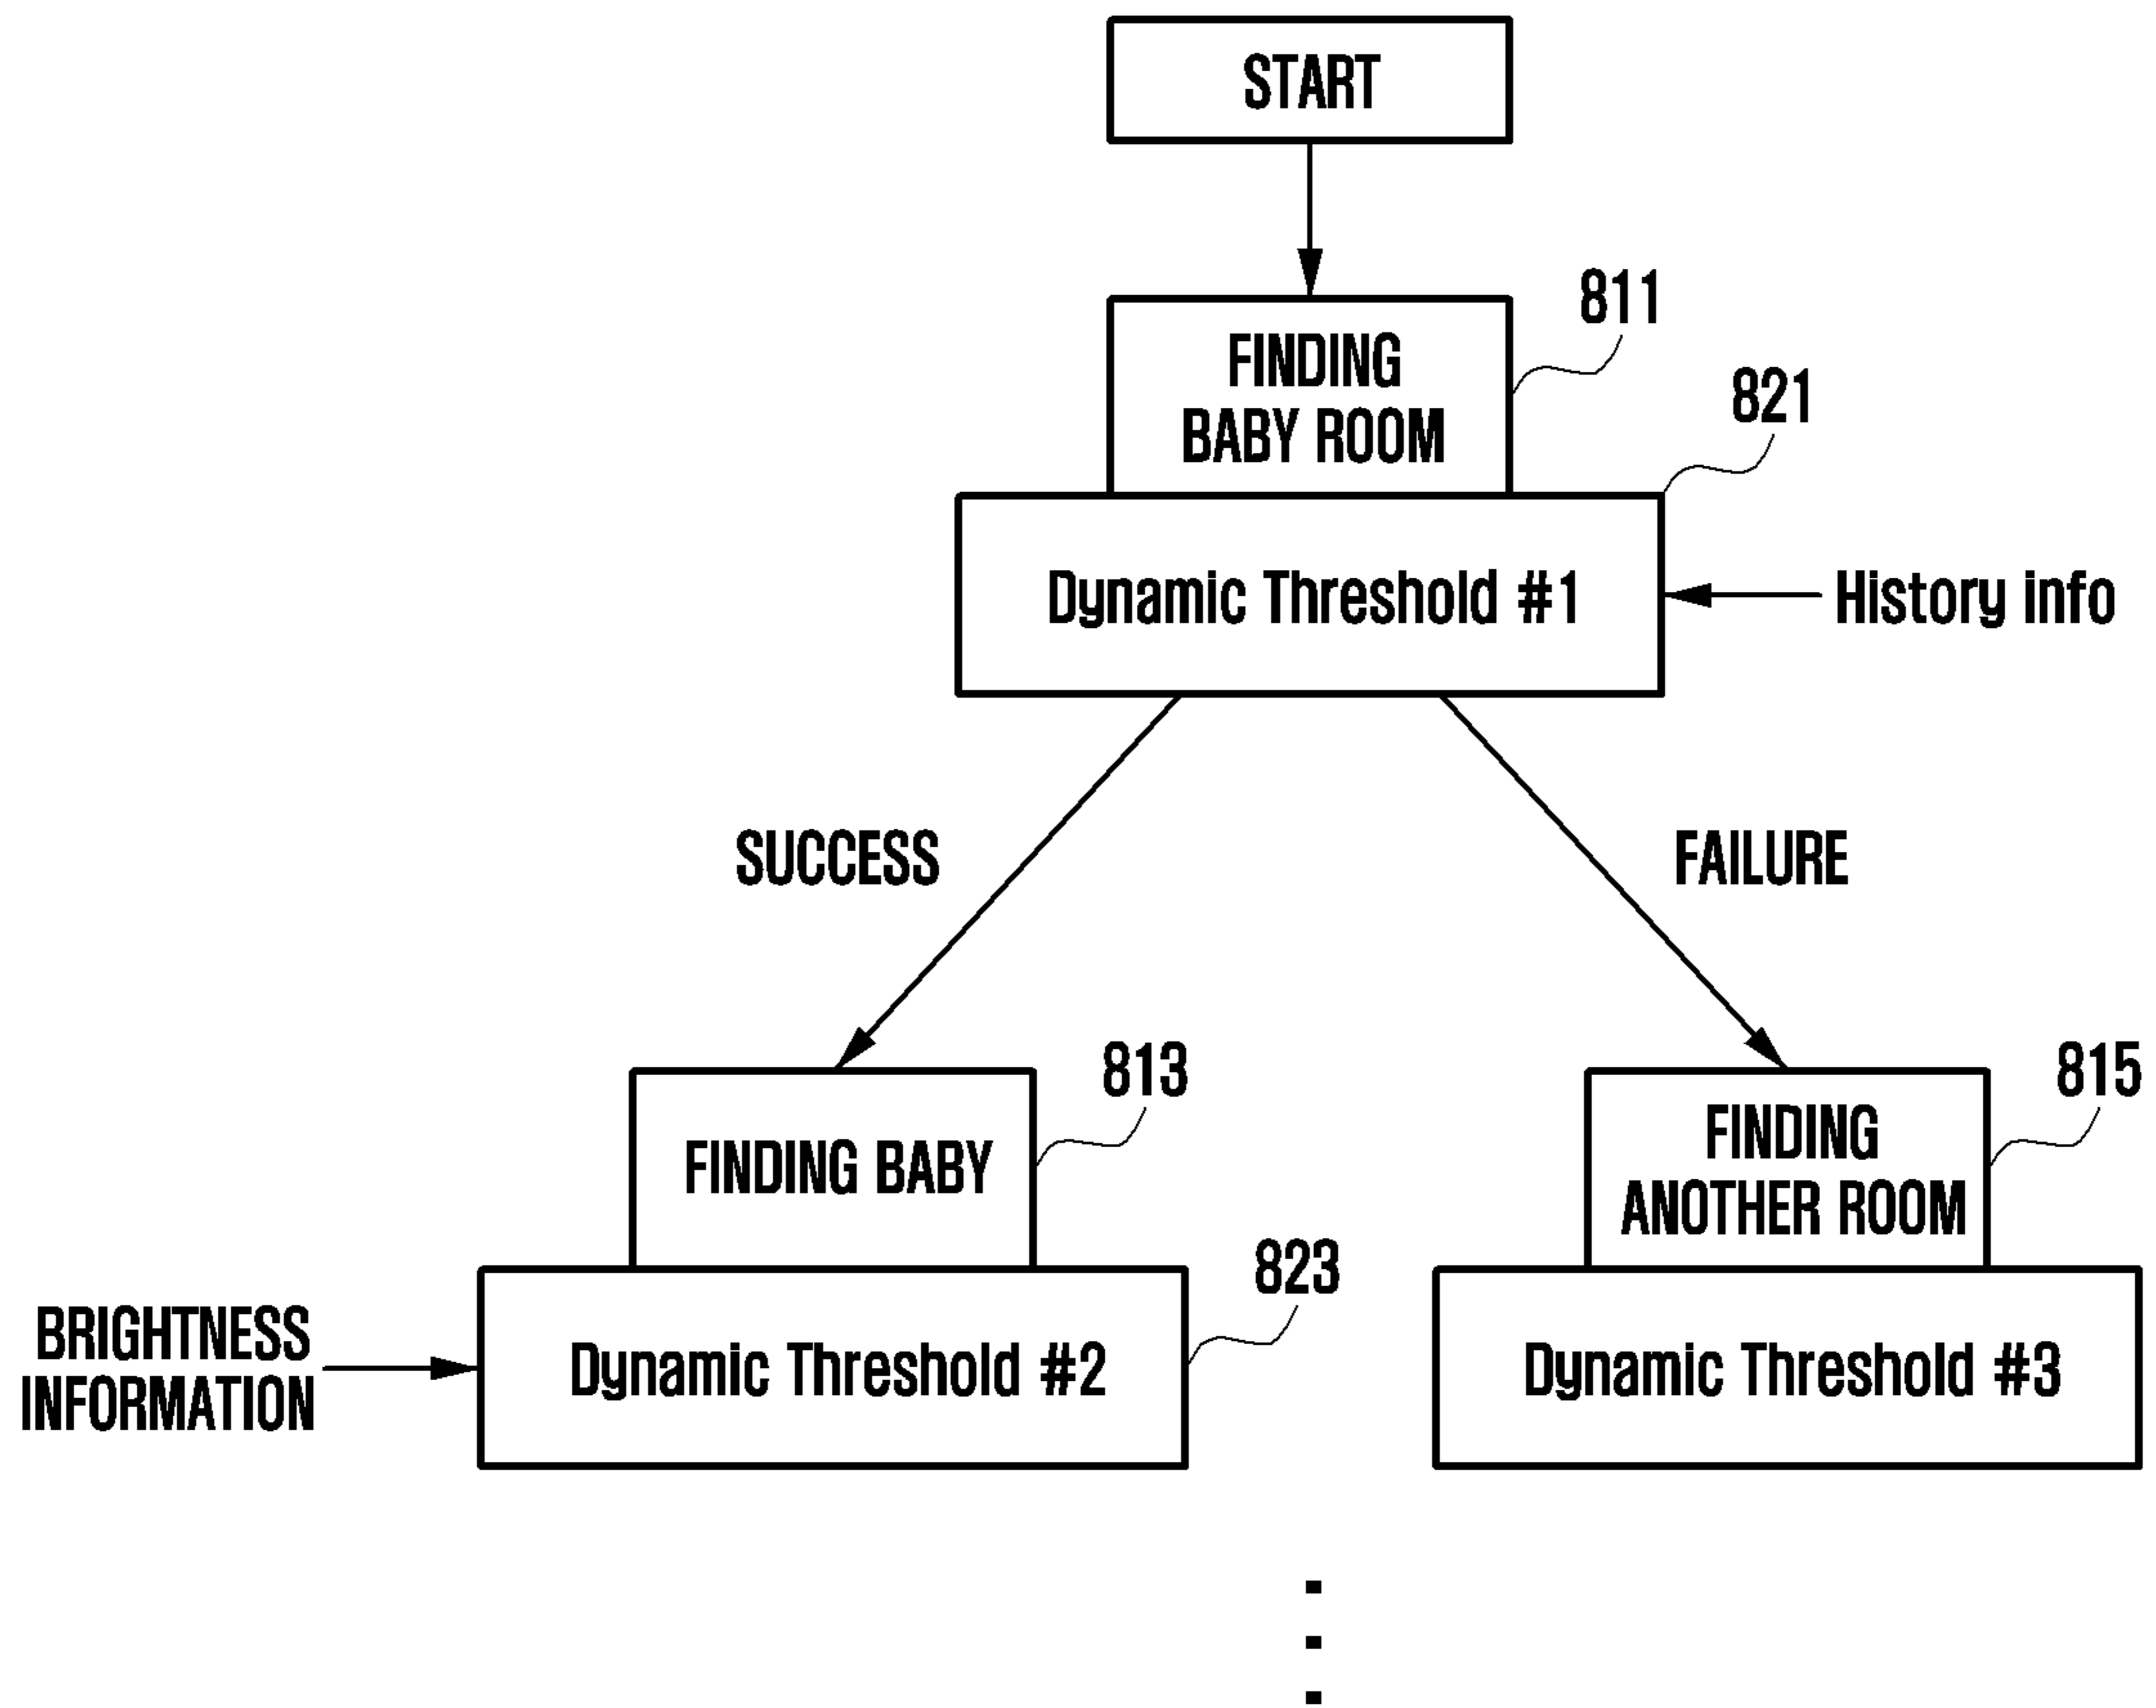 START
FINDING
BABY ROOM
811
821
Dynamic Threshold #1
History info
SUCCESS
FAILURE
FINDING BABY
813
FINDING
ANOTHER ROOM
815
BRIGHTNESS
INFORMATION
Dynamic Threshold #2
823
Dynamic Threshold #3